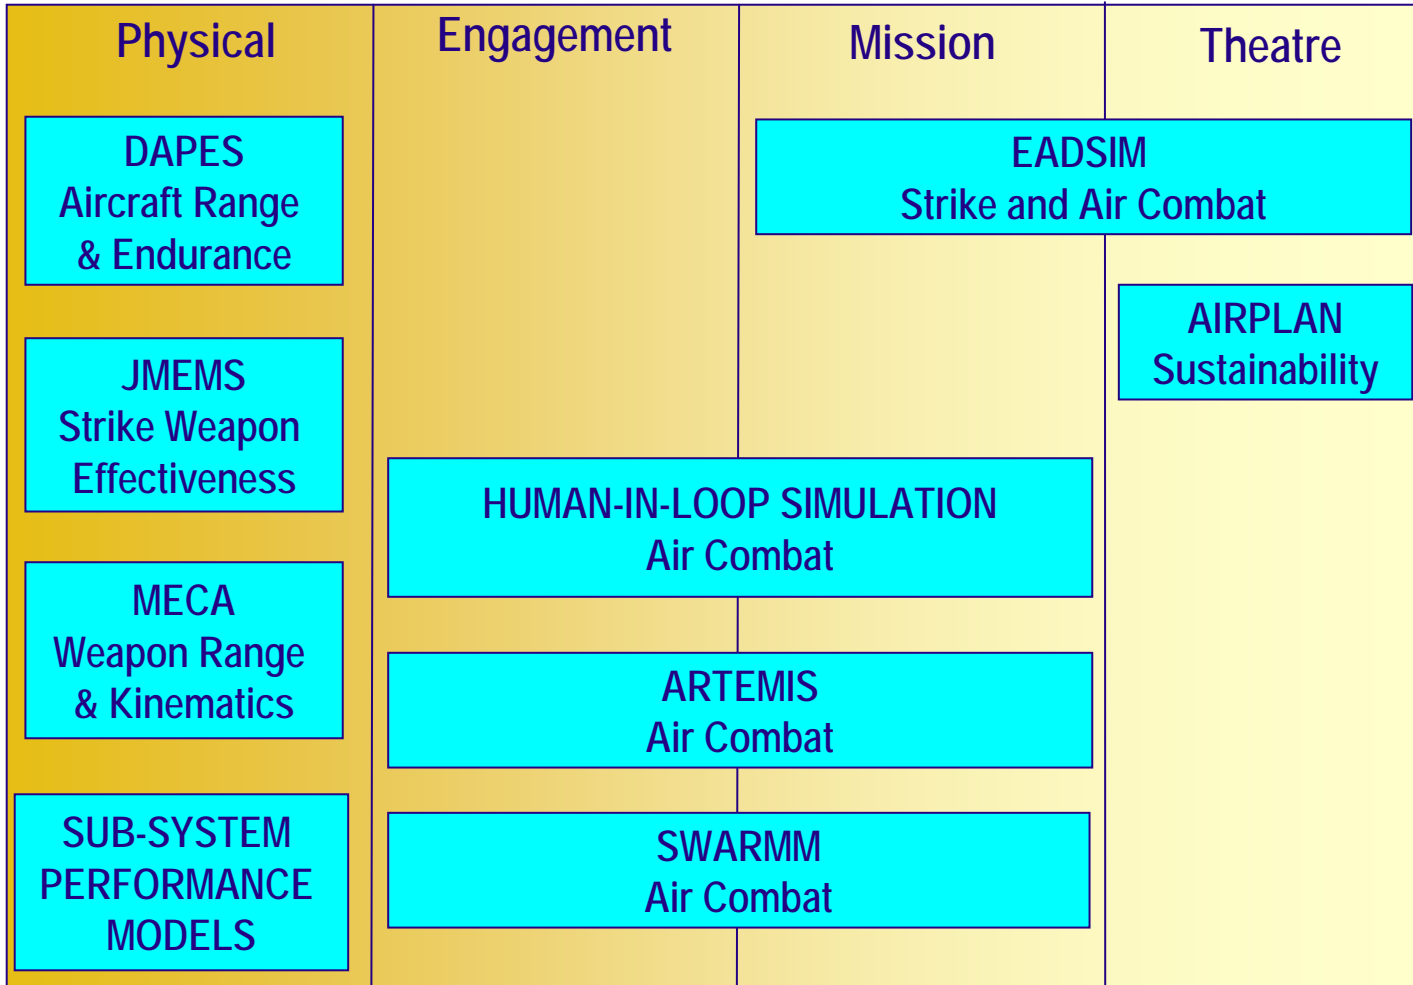 Physical
Engagement
Mission
Theatre
DAPES
Aircraft Range
& Endurance
JMEMS
Strike Weapon
Effectiveness
MECA
Weapon Range
& Kinematics
SUB-SYSTEM
PERFORMANCE
MODELS
EADSIM
Strike and Air Combat
AIRPLAN
Sustainability
HUMAN-IN-LOOP SIMULATION
Air Combat
ARTEMIS
Air Combat
SWARMM
Air Combat